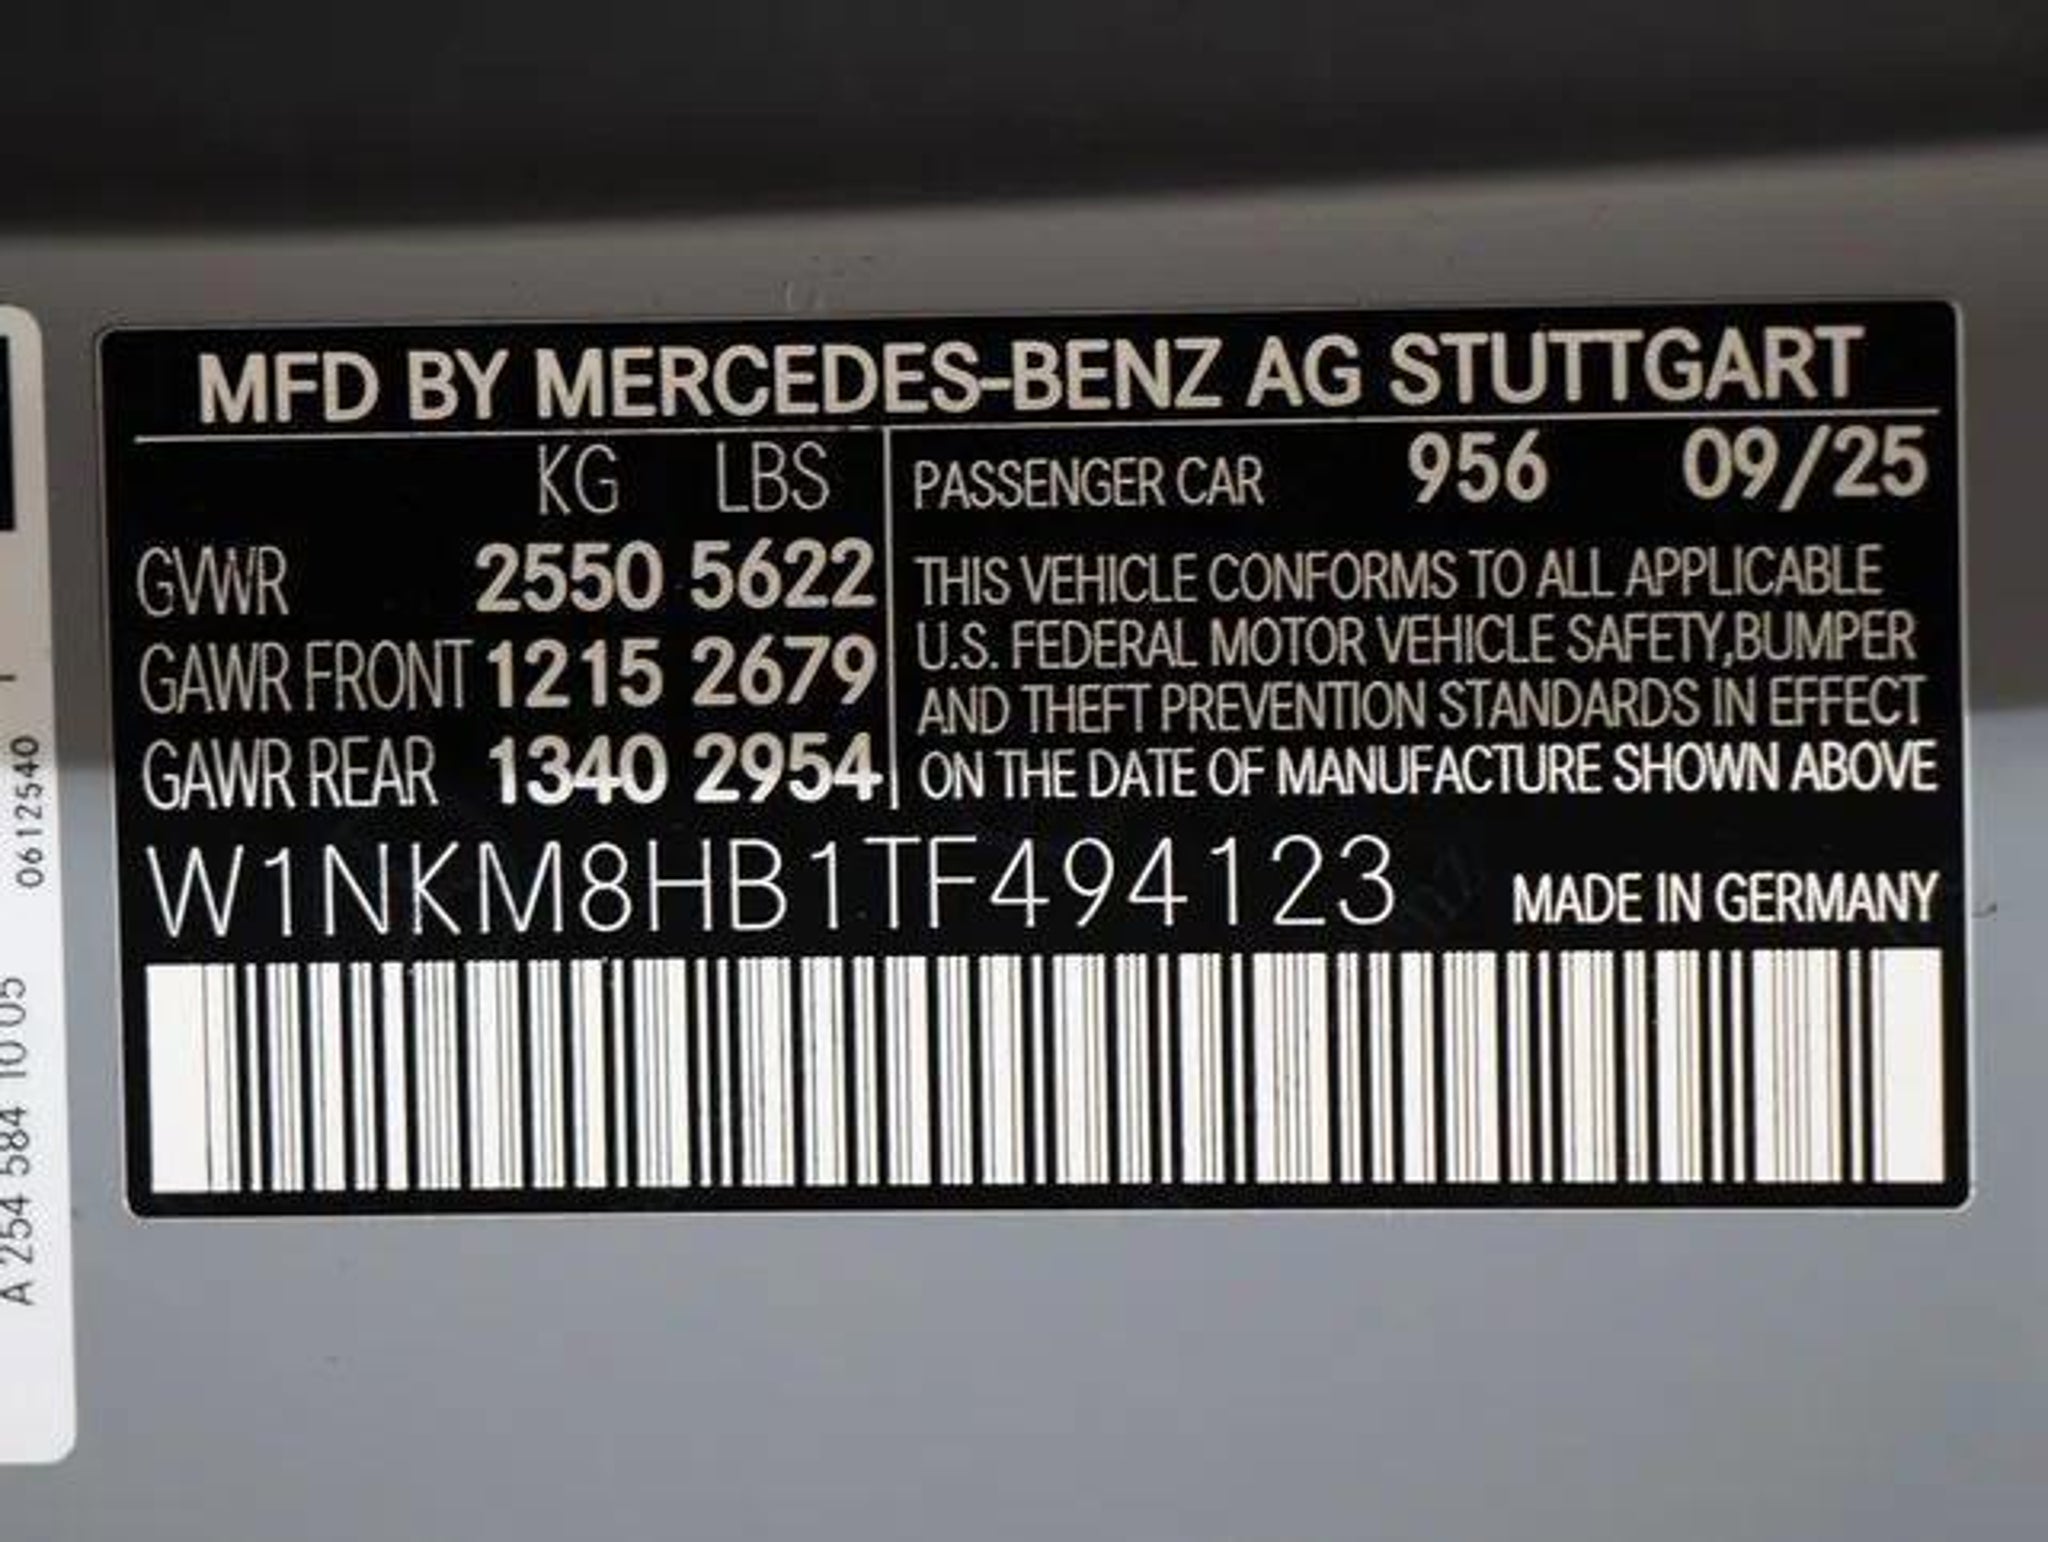 MFD BY MERCEDES-BENZ AG STUTTGART
KG LBS
GVWR 2550 5622
GAWR FRONT 1215 2679
GAWR REAR 1340 2954
PASSENGER CAR 956 09/25
THIS VEHICLE CONFORMS TO ALL APPLICABLE
U.S. FEDERAL MOTOR VEHICLE SAFETY,BUMPER
AND THEFT PREVENTION STANDARDS IN EFFECT
ON THE DATE OF MANUFACTURE SHOWN ABOVE
W1NKM8HB1TF494123 MADE IN GERMANY
A 254 584 10 05 0612540